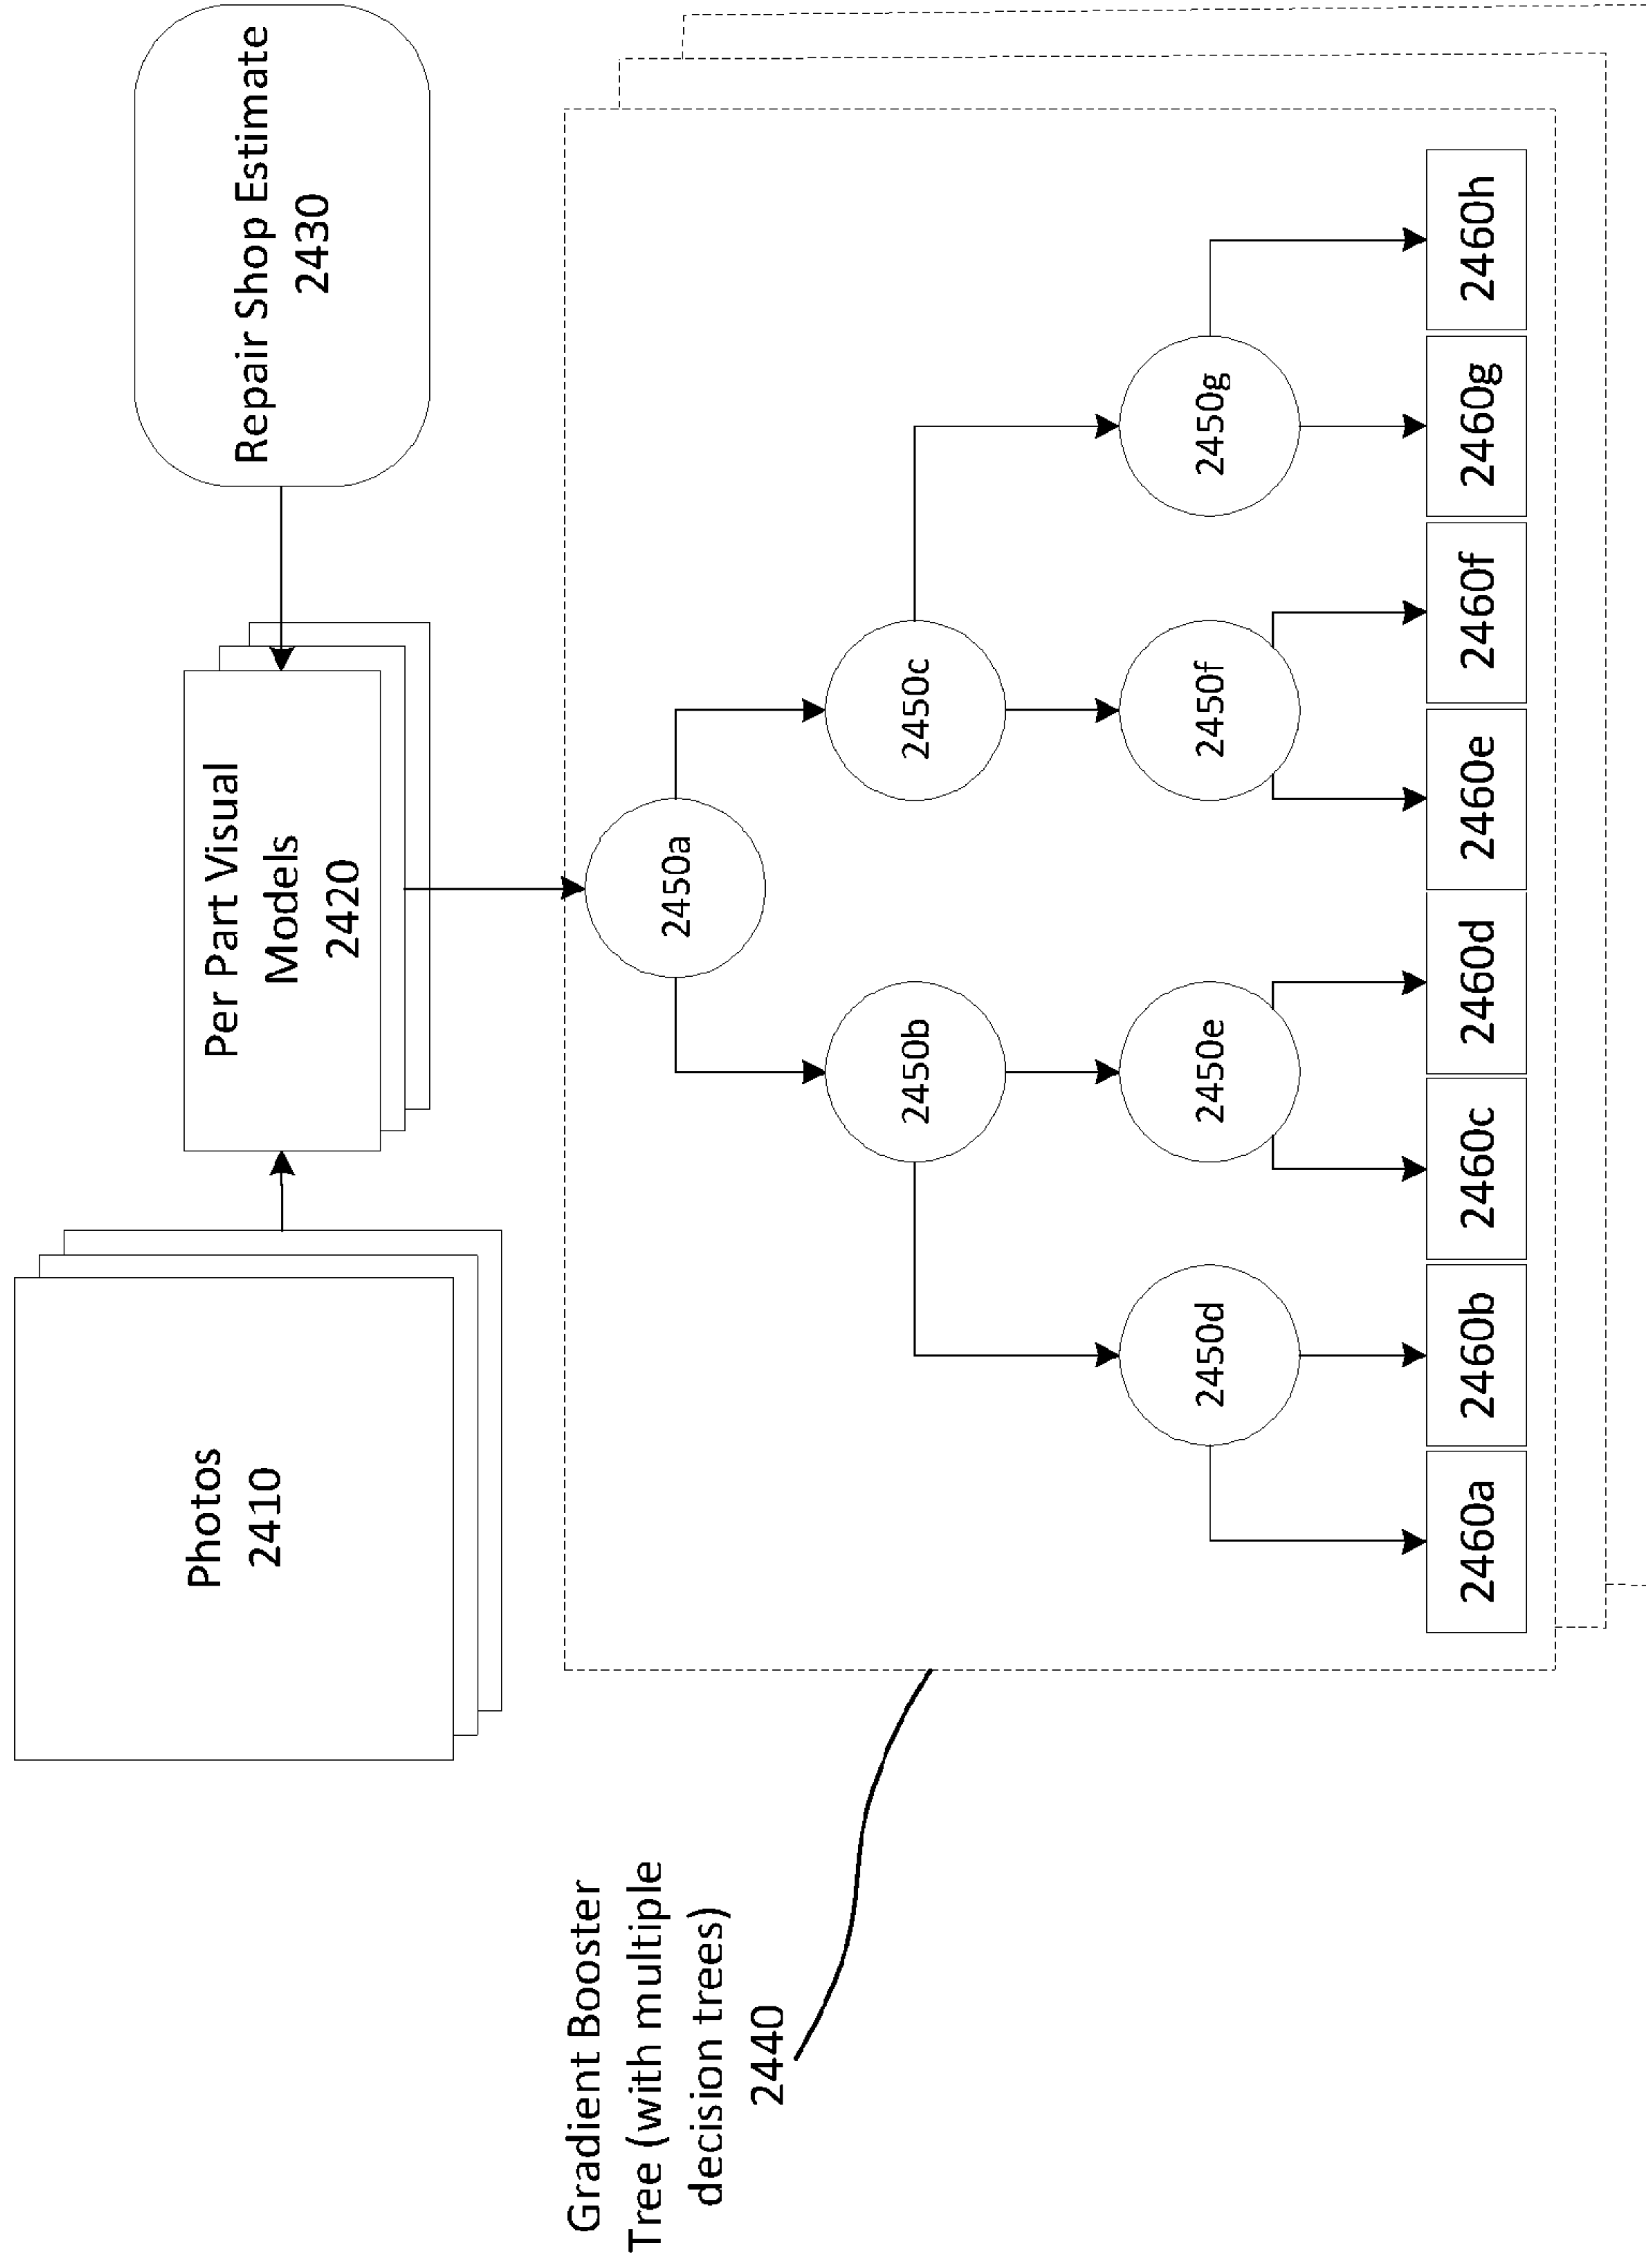 Photos
2410
Per Part Visual
Models
2420
Repair Shop Estimate
2430
Gradient Booster
Tree (with multiple
decision trees)
2440
2450a
2450b
2450c
2450d
2450e
2450f
2450g
2460a
2460b
2460c
2460d
2460e
2460f
2460g
2460h